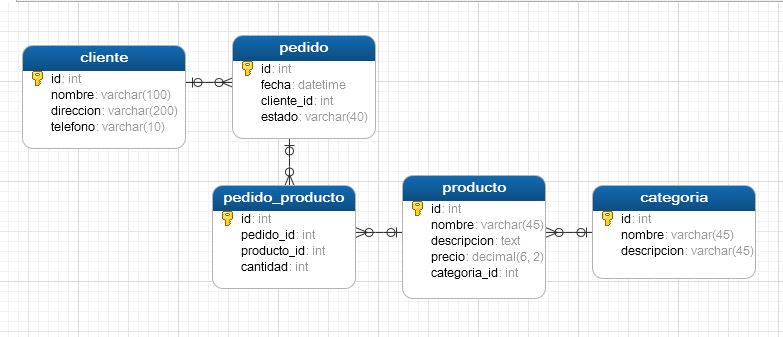 cliente
id: int
nombre: varchar(100)
direccion: varchar(200)
telefono: varchar(10)
pedido
id: int
fecha: datetime
cliente_id: int
estado: varchar(40)
pedido_producto
id: int
pedido_id: int
producto_id: int
cantidad: int
producto
id: int
nombre: varchar(45)
descripcion: text
precio: decimal(6, 2)
categoria_id: int
categoria
id: int
nombre: varchar(45)
descripcion: varchar(45)